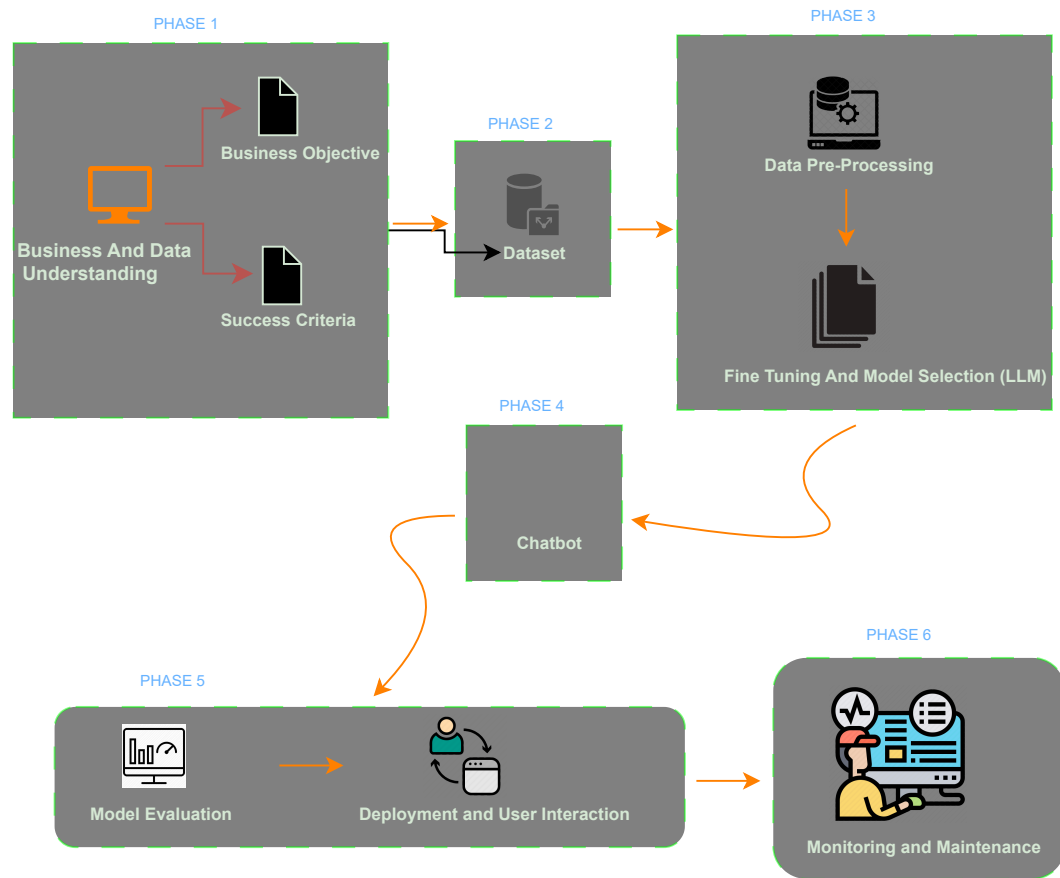 PHASE 1
Business Objective
Business And Data
Understanding
Success Criteria
PHASE 2
Dataset
PHASE 3
Data Pre-Processing
Fine Tuning And Model Selection (LLM)
PHASE 4
Chatbot
PHASE 5
Model Evaluation
Deployment and User Interaction
PHASE 6
Monitoring and Maintenance